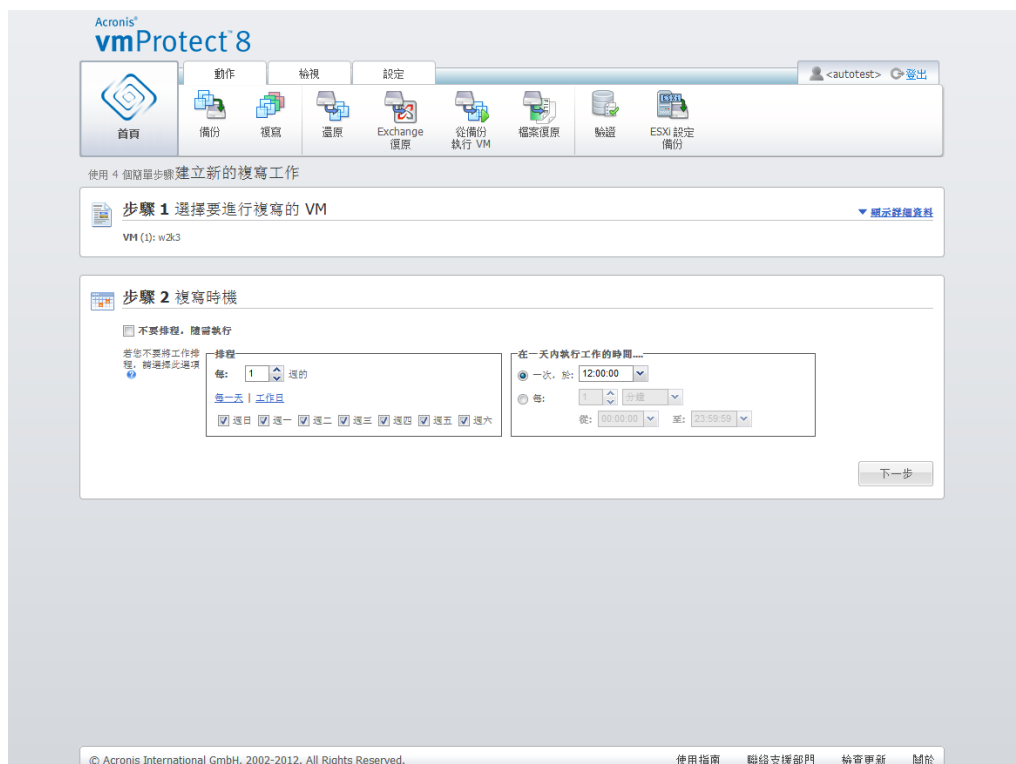 Acronis®
vmProtect™8
動作 檢視 設定 <autotest> 登出
首頁 備份 複寫 還原 Exchange 復原 從備份 執行 VM 檔案復原 驗證 ESXi 設定 備份
使用 4 個簡單步驟建立新的複寫工作
步驟 1 選擇要進行複寫的 VM
顯示詳細資料
VM (1): w2k3
步驟 2 複寫時機
不要排程，隨需執行
若您不要將工作排程，請選擇此選項
排程
每: 1 週的
每一天 | 工作日
週日 週一 週二 週三 週四 週五 週六
在一天內執行工作的時間....
一次，於: 12:00:00
每: 1 分鐘
從: 00:00:00 至: 23:59:59
下一步
© Acronis International GmbH, 2002-2012. All Rights Reserved. 使用指南 聯絡支援部門 檢查更新 關於